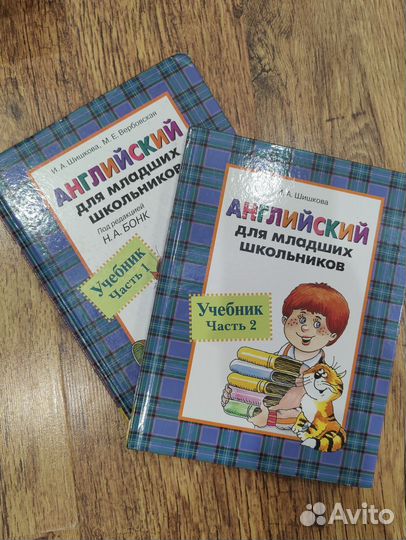 И. А. Шишкова, М. Е. Вербовская
АНГЛИЙСКИЙ
для младших
школьников
Под редакцией
Н. А. БОНК
Учебник
Часть 1
И. А. Шишкова
АНГЛИЙСКИЙ
для младших
школьников
Учебник
Часть 2
Avito